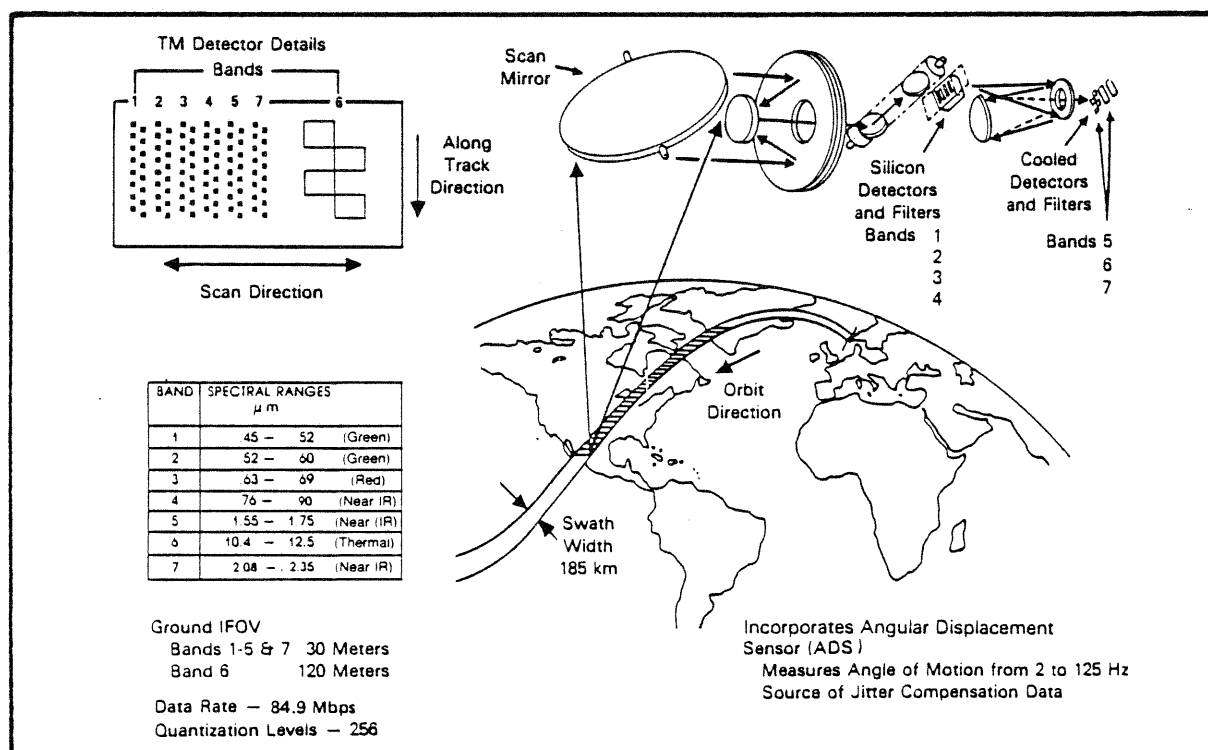 TM Detector Details
Bands
1 2 3 4 5 7 6
Along
Track
Direction
Scan Direction
Scan
Mirror
Silicon
Detectors
and Filters
Bands 1
2
3
4
Cooled
Detectors
and Filters
Bands 5
6
7
Orbit
Direction
Swath
Width
185 km
BAND SPECTRAL RANGES
μm
1 .45 – 52 (Green)
2 52 – 60 (Green)
3 .63 – 69 (Red)
4 76 – 90 (Near IR)
5 1.55 – 1.75 (Near (IR)
6 10.4 – 12.5 (Thermal)
7 2 08 – . 2.35 (Near IR)
Ground IFOV
Bands 1-5 & 7 30 Meters
Band 6 120 Meters
Data Rate – 84.9 Mbps
Quantization Levels – 256
Incorporates Angular Displacement
Sensor (ADS)
Measures Angle of Motion from 2 to 125 Hz
Source of Jitter Compensation Data